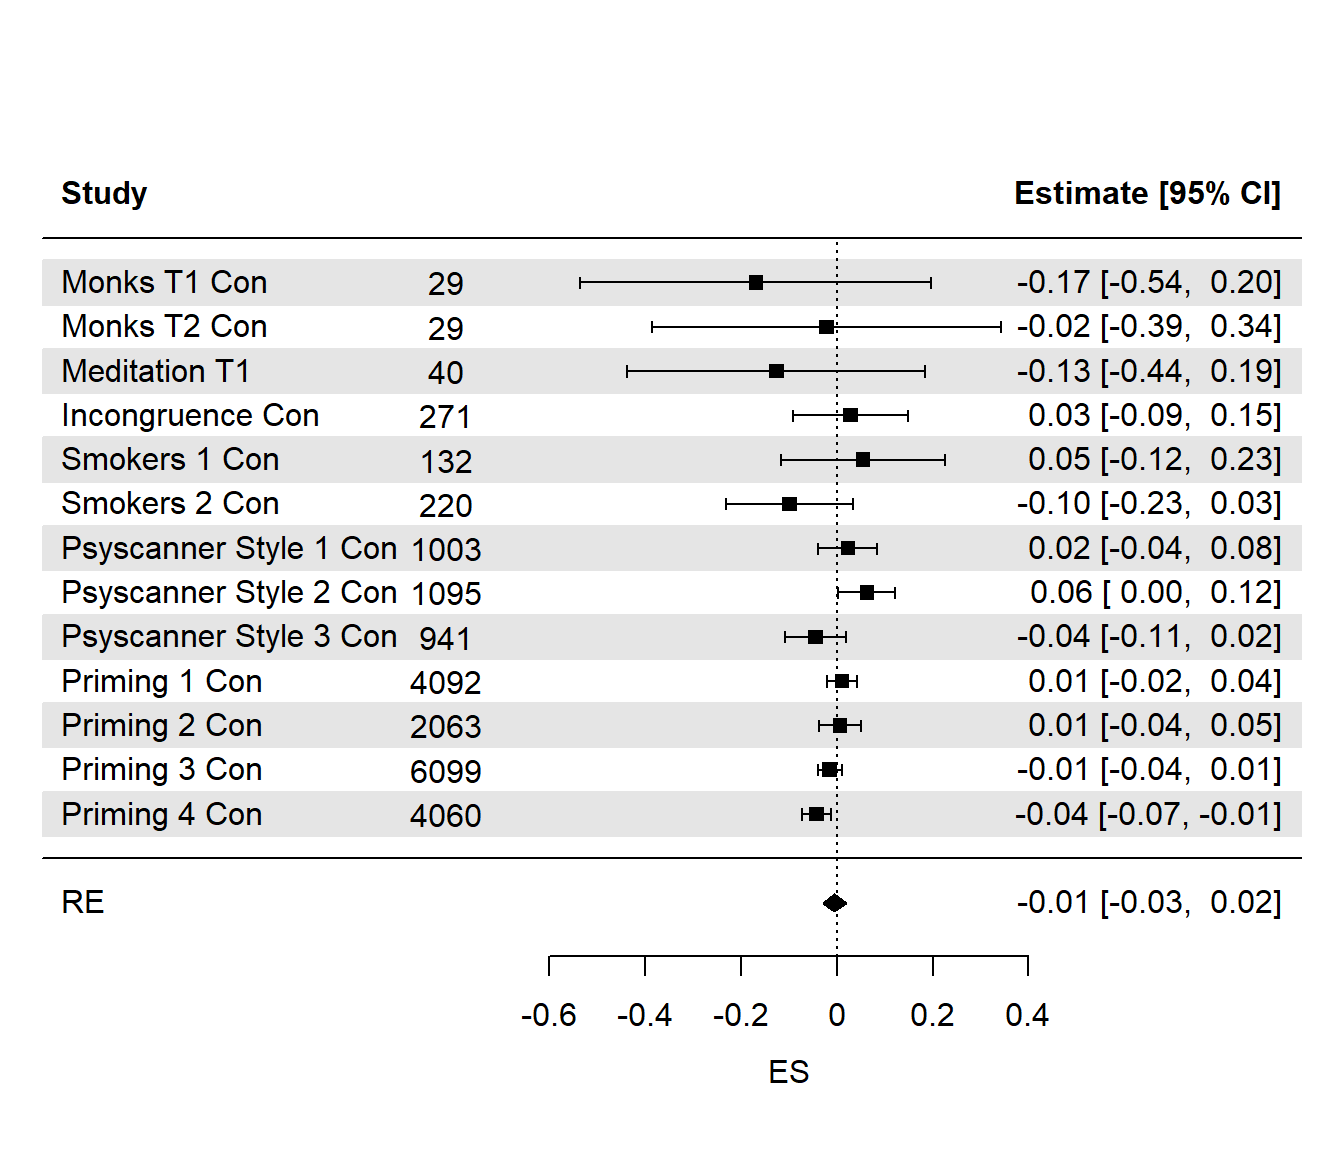 Study Estimate [95% CI]
Monks T1 Con 29 -0.17 [-0.54, 0.20]
Monks T2 Con 29 -0.02 [-0.39, 0.34]
Meditation T1 40 -0.13 [-0.44, 0.19]
Incongruence Con 271 0.03 [-0.09, 0.15]
Smokers 1 Con 132 0.05 [-0.12, 0.23]
Smokers 2 Con 220 -0.10 [-0.23, 0.03]
Psyscanner Style 1 Con 1003 0.02 [-0.04, 0.08]
Psyscanner Style 2 Con 1095 0.06 [ 0.00, 0.12]
Psyscanner Style 3 Con 941 -0.04 [-0.11, 0.02]
Priming 1 Con 4092 0.01 [-0.02, 0.04]
Priming 2 Con 2063 0.01 [-0.04, 0.05]
Priming 3 Con 6099 -0.01 [-0.04, 0.01]
Priming 4 Con 4060 -0.04 [-0.07, -0.01]
RE -0.01 [-0.03, 0.02]
-0.6 -0.4 -0.2 0 0.2 0.4
ES